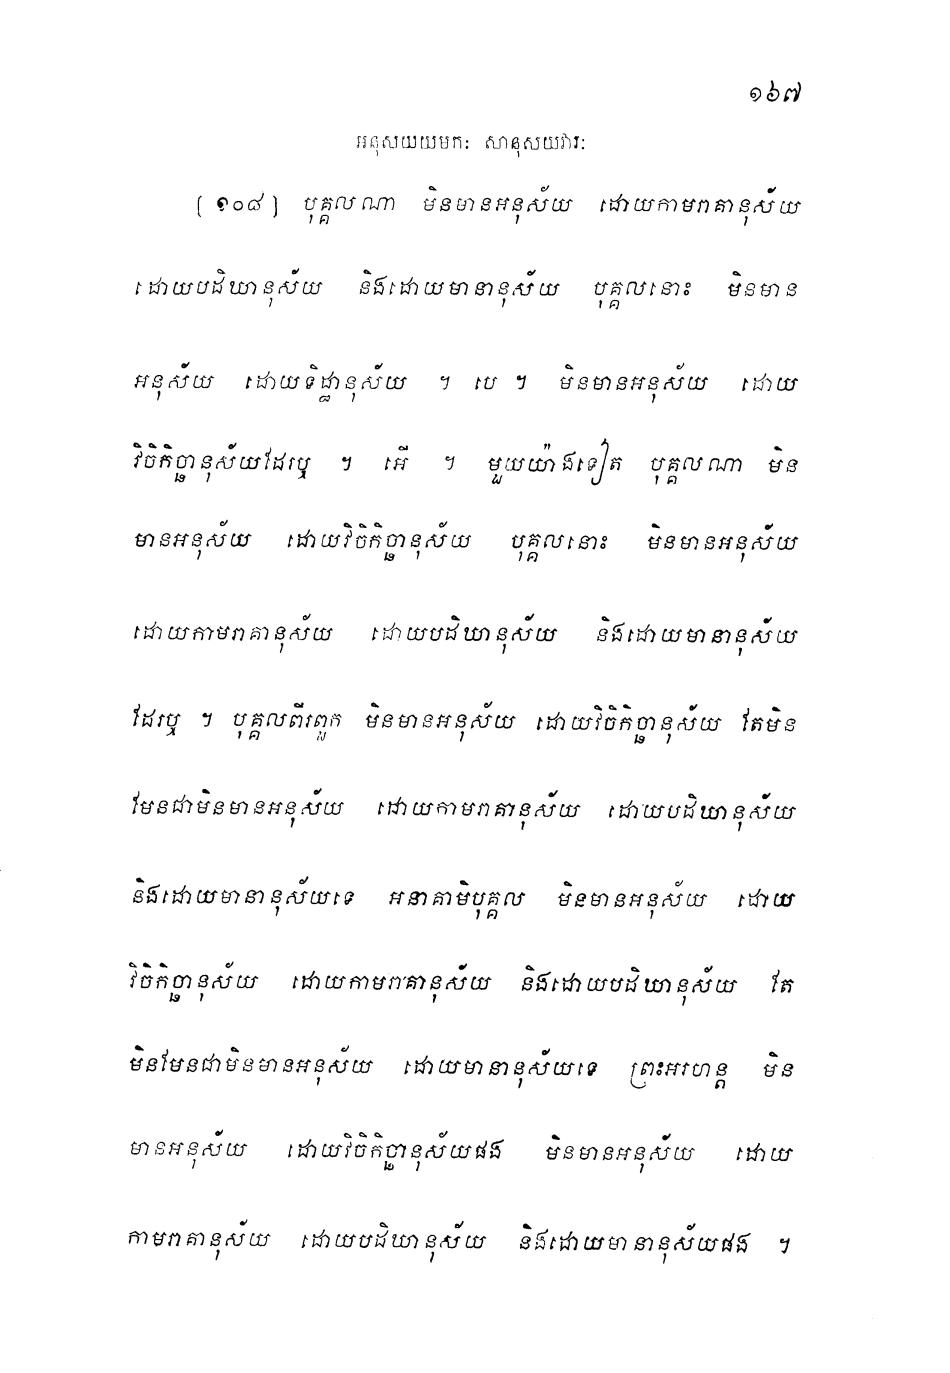 ១៦៧
អនុសយយមកៈ សានុសយវារៈ
[ ១០៨ ] បុគ្គលណា មិនមានអនុស័យ ដោយកាមរាគានុស័យ
ដោយបដិឃានុស័យ និងដោយមានានុស័យ បុគ្គលនោះ មិនមាន
អនុស័យ ដោយទិដ្ឋានុស័យ ។ បេ ។ មិនមានអនុស័យ ដោយ
វិចិកិច្ឆានុស័យដែរឬ ។ អើ ។ មួយយ៉ាងទៀត បុគ្គលណា មិន
មានអនុស័យ ដោយវិចិកិច្ឆានុស័យ បុគ្គលនោះ មិនមានអនុស័យ
ដោយកាមរាគានុស័យ ដោយបដិឃានុស័យ និងដោយមានានុស័យ
ដែរឬ ។ បុគ្គលពីរពួក មិនមានអនុស័យ ដោយវិចិកិច្ឆានុស័យ តែមិន
មែនជាមិនមានអនុស័យ ដោយកាមរាគានុស័យ ដោយបដិឃានុស័យ
និងដោយមានានុស័យទេ អនាគាមិបុគ្គល មិនមានអនុស័យ ដោយ
វិចិកិច្ឆានុស័យ ដោយកាមរាគានុស័យ និងដោយបដិឃានុស័យ តែ
មិនមែនជាមិនមានអនុស័យ ដោយមានានុស័យទេ ព្រះអរហន្ត មិន
មានអនុស័យ ដោយវិចិកិច្ឆានុស័យផង មិនមានអនុស័យ ដោយ
កាមរាគានុស័យ ដោយបដិឃានុស័យ និងដោយមានានុស័យផង ។